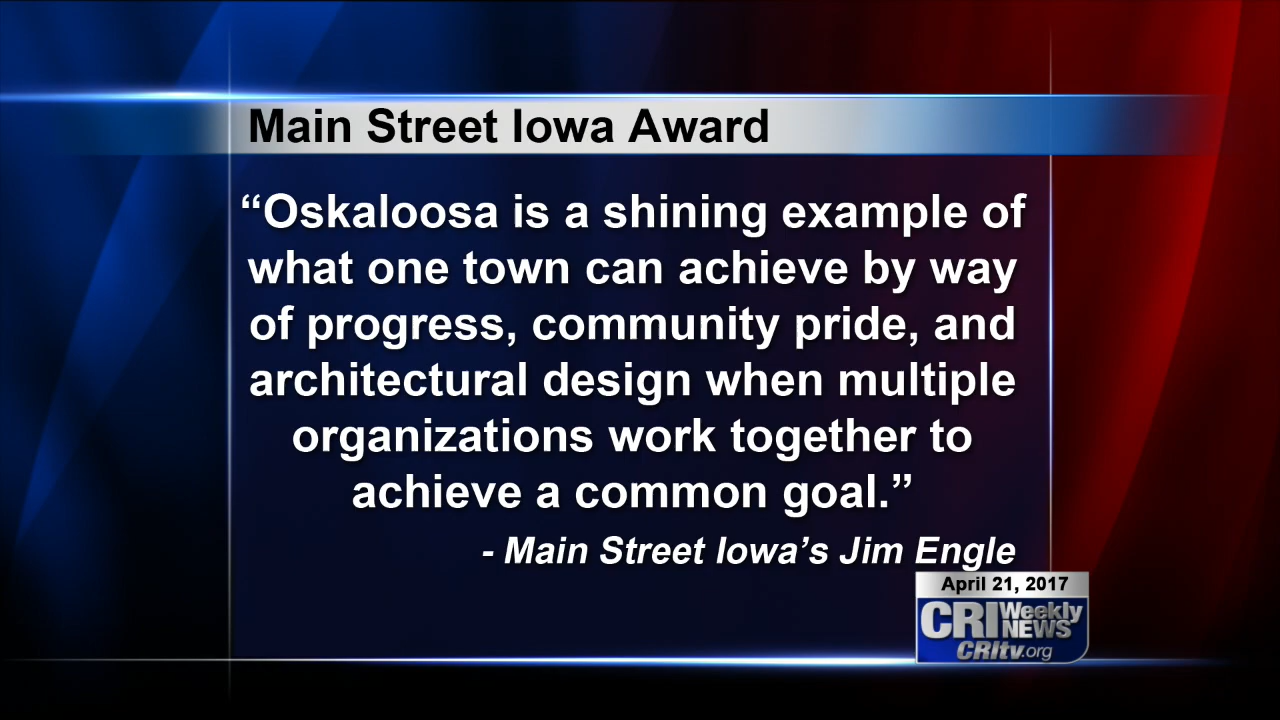 Main Street Iowa Award
“Oskaloosa is a shining example of
what one town can achieve by way
of progress, community pride, and
architectural design when multiple
organizations work together to
achieve a common goal.”
- Main Street Iowa’s Jim Engle
April 21, 2017
CRI Weekly
NEWS
CRItv.org